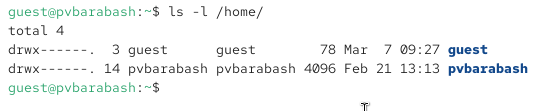 guest@pvbarabash:~$ ls -l /home/
total 4
drwx------.  3 guest      guest        78 Mar  7 09:27 guest
drwx------. 14 pvbarabash pvbarabash 4096 Feb 21 13:13 pvbarabash
guest@pvbarabash:~$